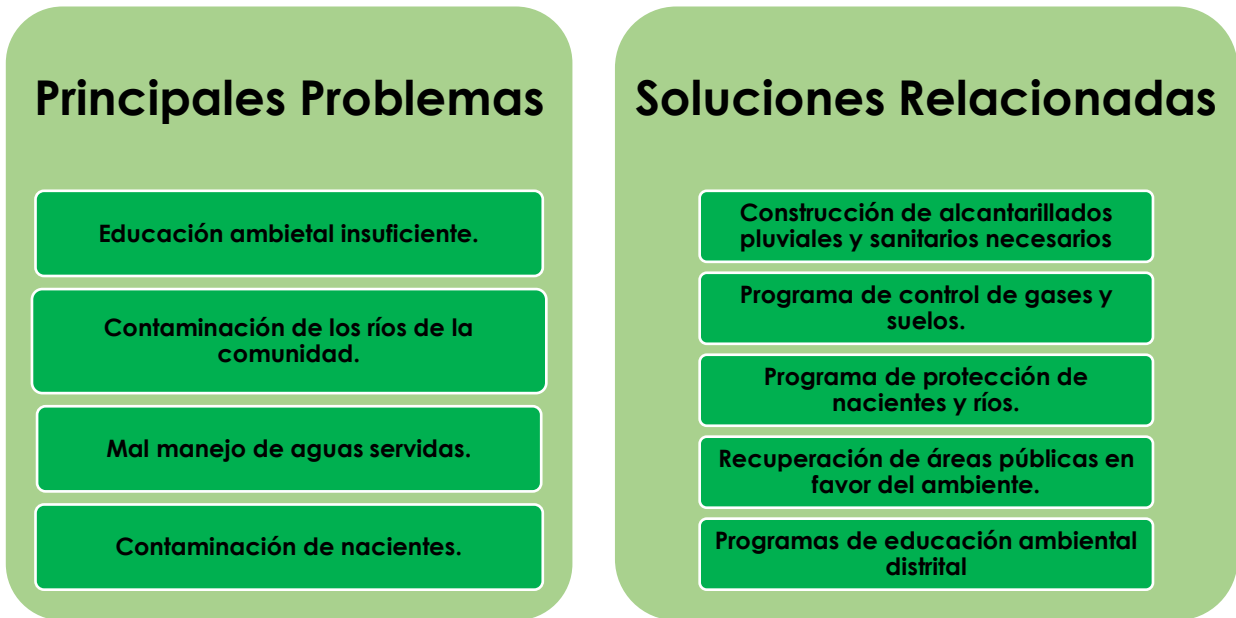 Principales Problemas
Educación ambietal insuficiente.
Contaminación de los ríos de la
comunidad.
Mal manejo de aguas servidas.
Contaminación de nacientes.
Soluciones Relacionadas
Construcción de alcantarillados
pluviales y sanitarios necesarios
Programa de control de gases y
suelos.
Programa de protección de
nacientes y ríos.
Recuperación de áreas públicas en
favor del ambiente.
Programas de educación ambiental
distrital